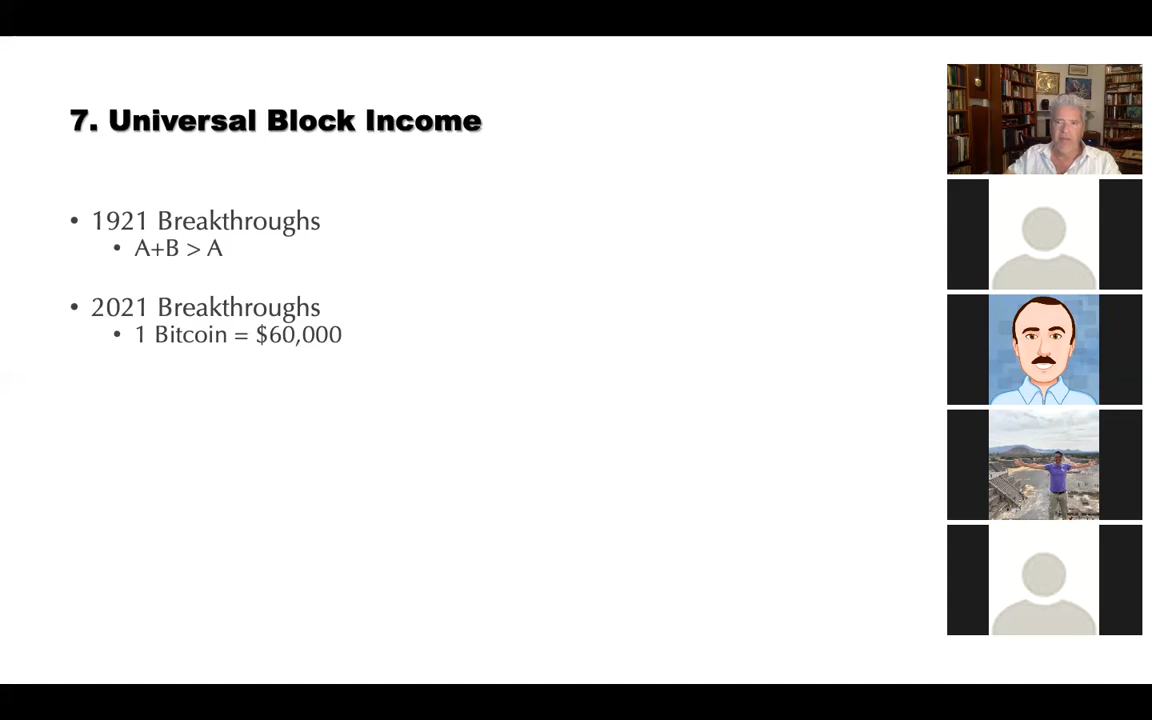 7. Universal Block Income
• 1921 Breakthroughs
• A+B > A
• 2021 Breakthroughs
• 1 Bitcoin = $60,000